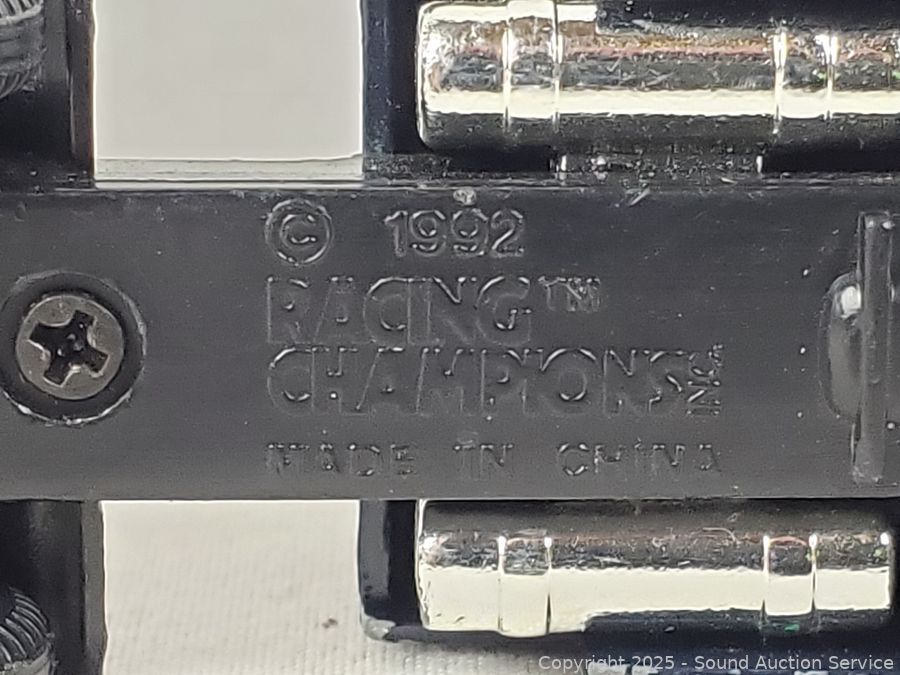 © 1992
RACING™
CHAMPIONS INC.
MADE IN CHINA
Copyright 2025 - Sound Auction Service